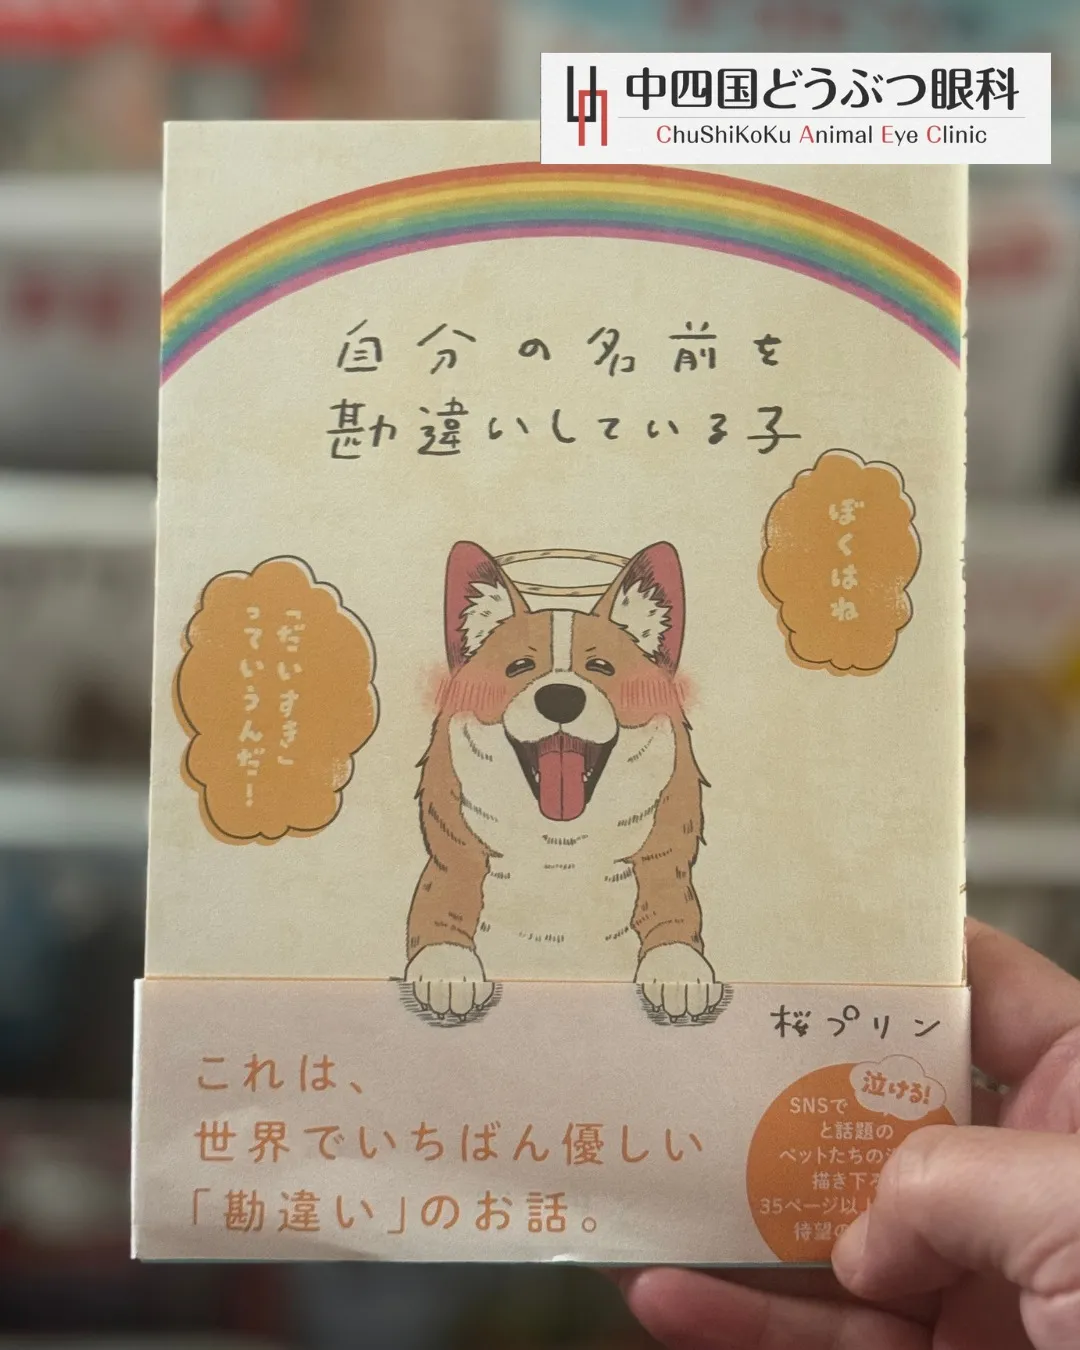 中四国どうぶつ眼科
ChuShiKoKu Animal Eye Clinic
自分の名前を
勘違いしている子
ぼくはね
「だいすき」
っていうんだ！
桜プリン
これは、
世界でいちばん優しい
「勘違い」のお話。
泣ける！
SNSで
と話題の
ペットたちの
描き下ろ
35ページ以上
待望の